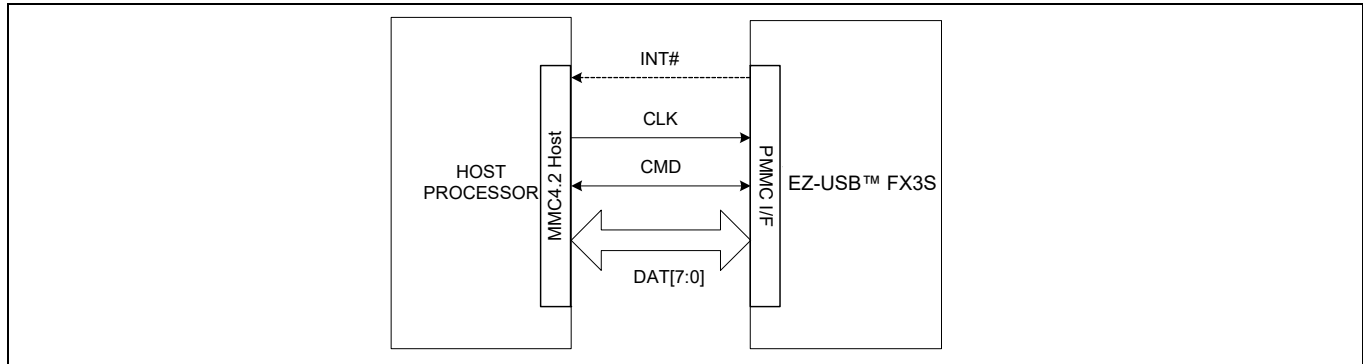 INT#
CLK
CMD
HOST
PROCESSOR
MMC4.2 Host
PMMC I/F
EZ-USB™ FX3S
DAT[7:0]